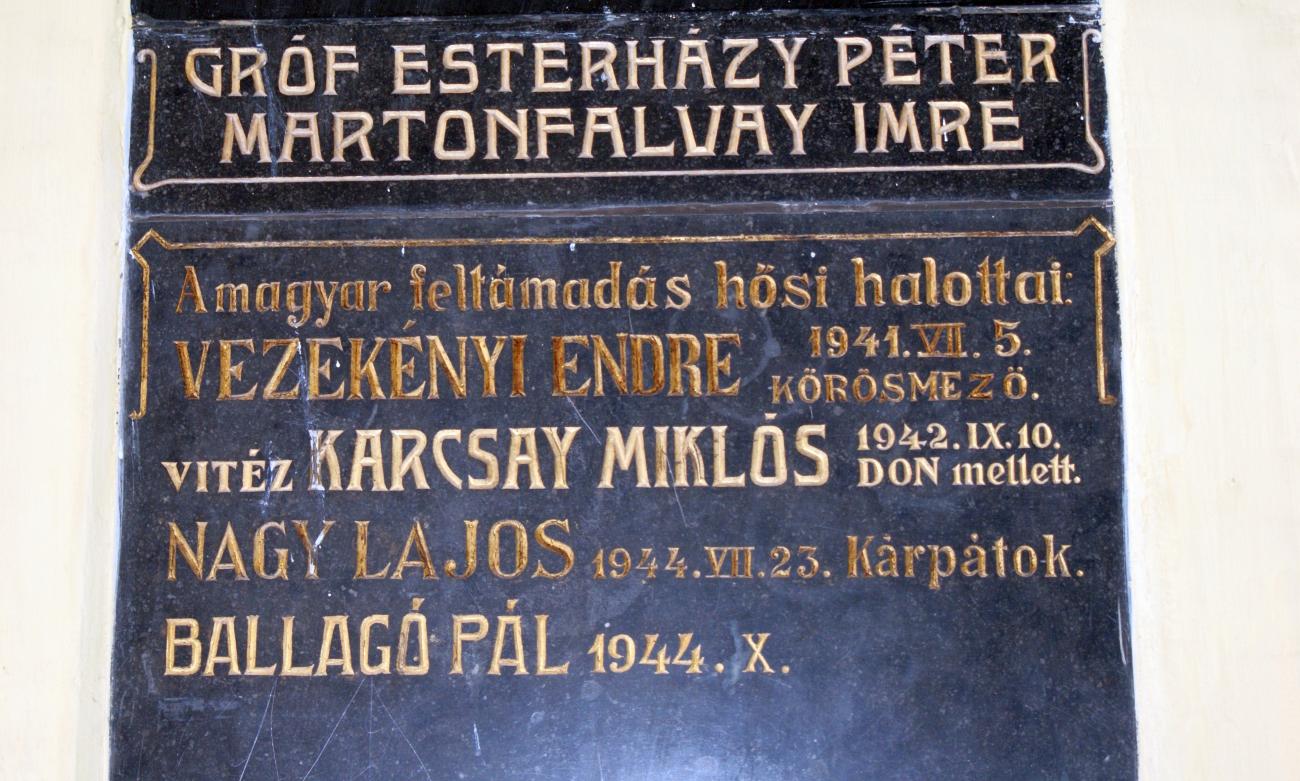 GRÓF ESTERHÁZY PÉTER
MARTONFALVAY IMRE
A magyar feltámadás hősi halottai:
VEZEKÉNYI ENDRE 1941. VII. 5.
KÖRÖSMEZŐ.
VITÉZ KARCSAY MIKLÓS 1942. IX. 10.
DON mellett.
NAGY LAJOS 1944. VII. 23. Kárpátok.
BALLAGÓ PÁL 1944. X.